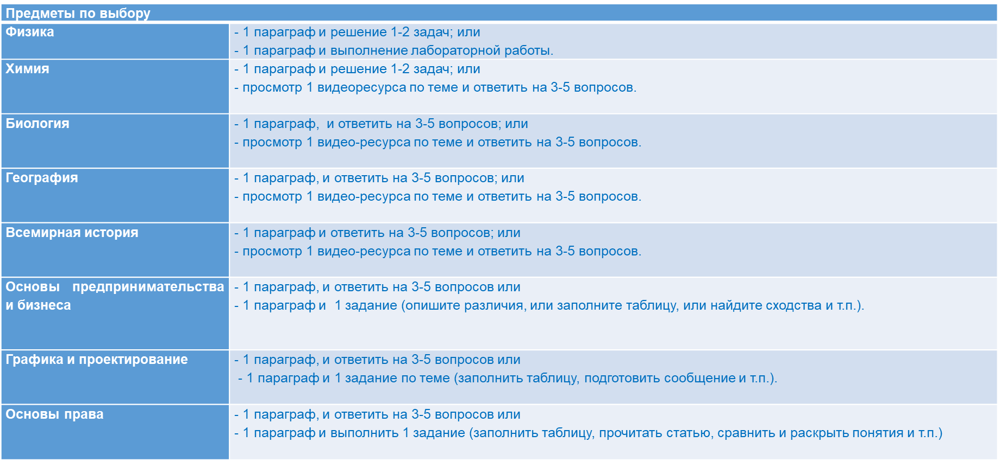 Предметы по выбору
Физика
- 1 параграф и решение 1-2 задач; или
- 1 параграф и выполнение лабораторной работы.
Химия
- 1 параграф и решение 1-2 задач; или
- просмотр 1 видеоресурса по теме и ответить на 3-5 вопросов.
Биология
- 1 параграф,  и ответить на 3-5 вопросов; или
- просмотр 1 видео-ресурса по теме и ответить на 3-5 вопросов.
География
- 1 параграф, и ответить на 3-5 вопросов; или
- просмотр 1 видео-ресурса по теме и ответить на 3-5 вопросов.
Всемирная история
- 1 параграф и ответить на 3-5 вопросов; или
- просмотр 1 видео-ресурса по теме и ответить на 3-5 вопросов.
Основы предпринимательства
и бизнеса
- 1 параграф, и ответить на 3-5 вопросов или
- 1 параграф и  1 задание (опишите различия, или заполните таблицу, или найдите сходства и т.п.).
Графика и проектирование
- 1 параграф, и ответить на 3-5 вопросов или
- 1 параграф и 1 задание по теме (заполнить таблицу, подготовить сообщение и т.п.).
Основы права
- 1 параграф, и ответить на 3-5 вопросов или
- 1 параграф и выполнить 1 задание (заполнить таблицу, прочитать статью, сравнить и раскрыть понятия и т.п.)